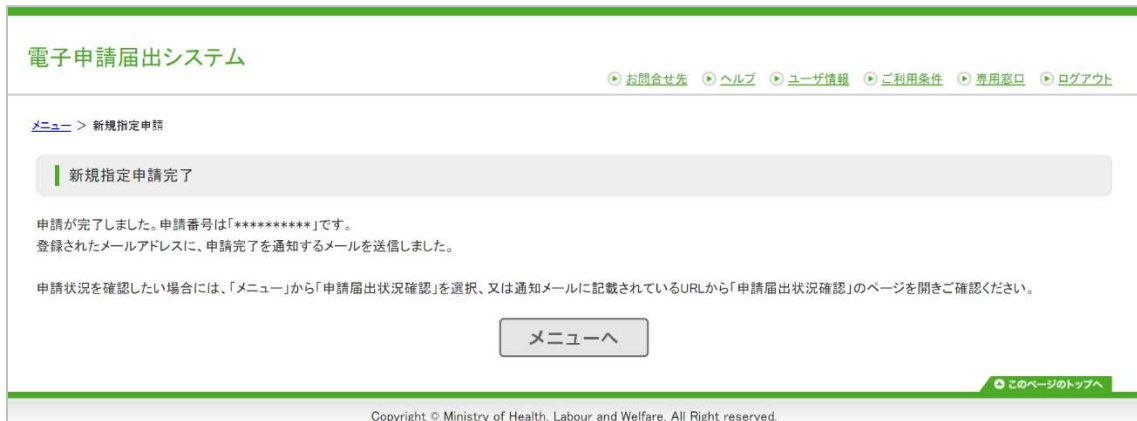 電子申請届出システム
お問合せ先 ヘルプ ユーザ情報 ご利用条件 専用窓口 ログアウト
メニュー ＞ 新規指定申請
新規指定申請完了
申請が完了しました。申請番号は「**********」です。
登録されたメールアドレスに、申請完了を通知するメールを送信しました。
申請状況を確認したい場合には、「メニュー」から「申請届出状況確認」を選択、又は通知メールに記載されているURLから「申請届出状況確認」のページを開きご確認ください。
メニューへ
このページのトップへ
Copyright © Ministry of Health, Labour and Welfare, All Right reserved.